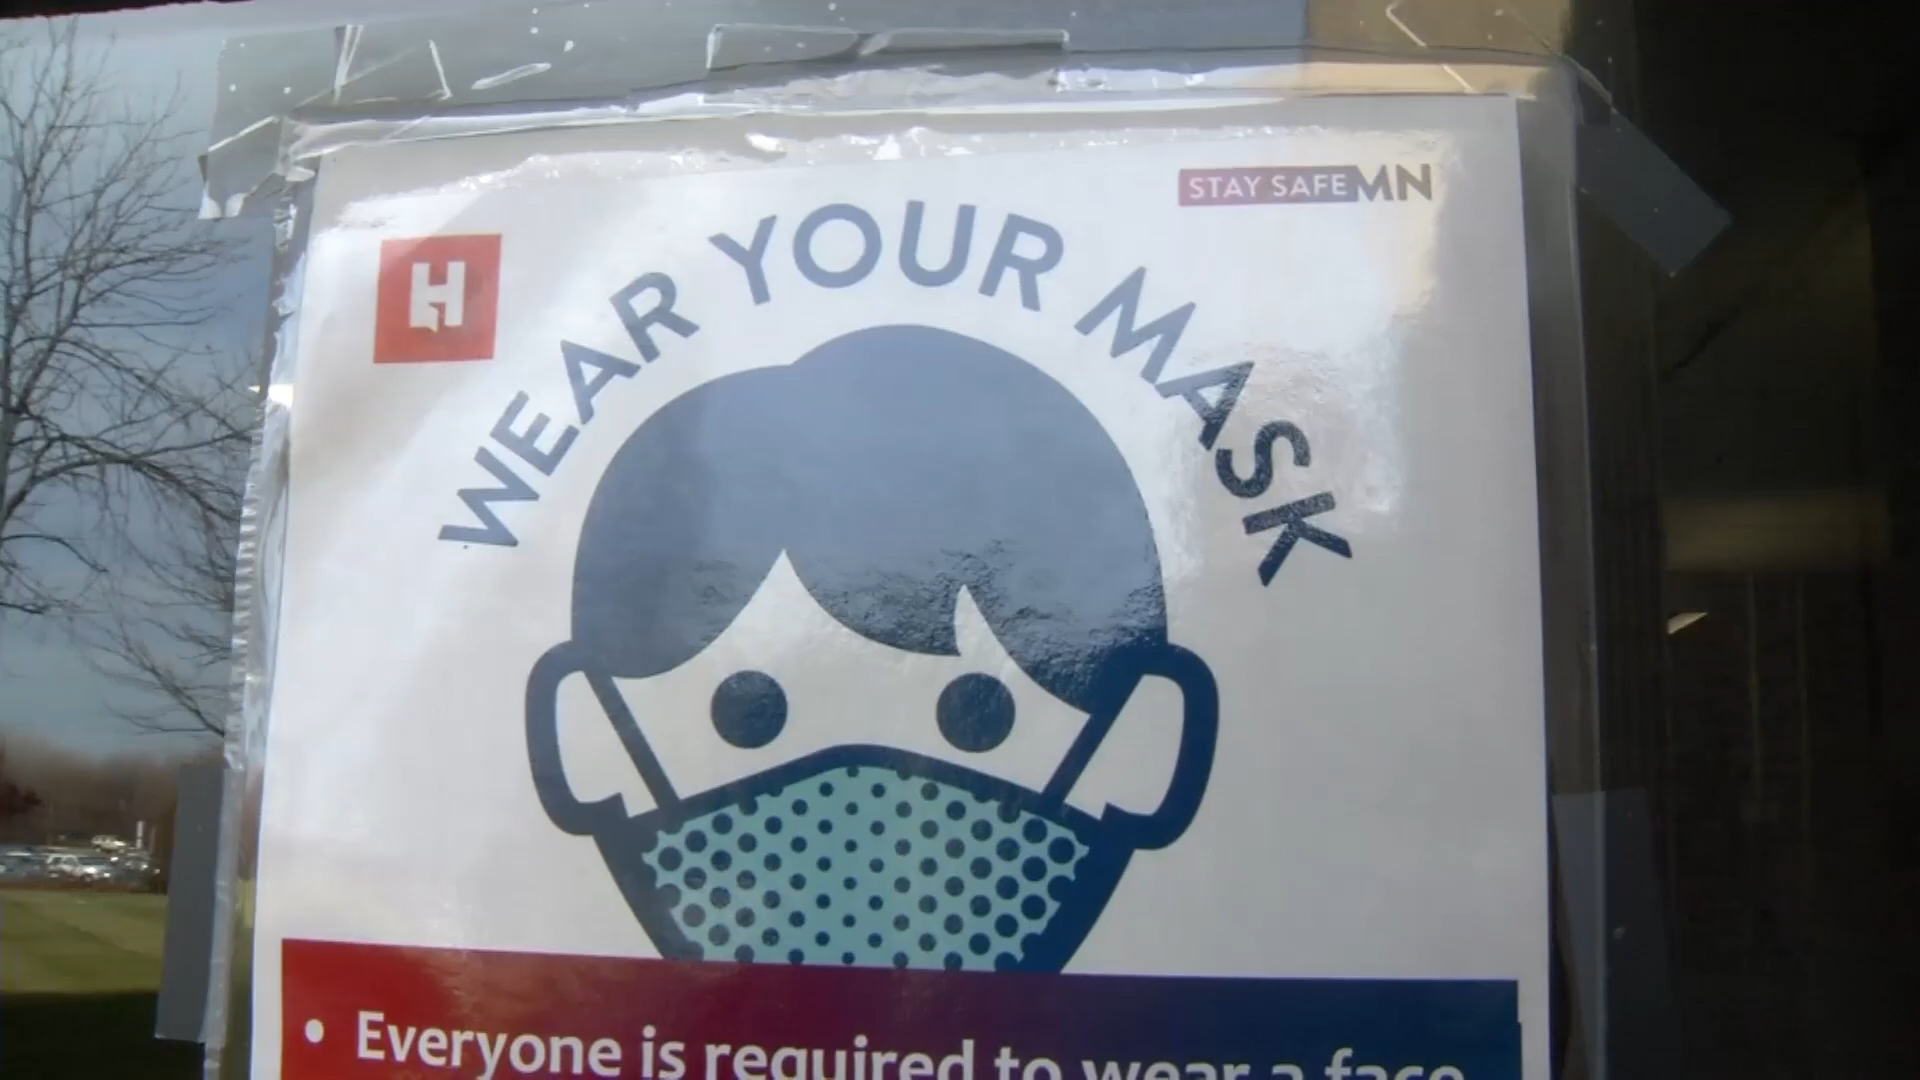 STAY SAFE MN
H
WEAR YOUR MASK
• Everyone is required to wear a face